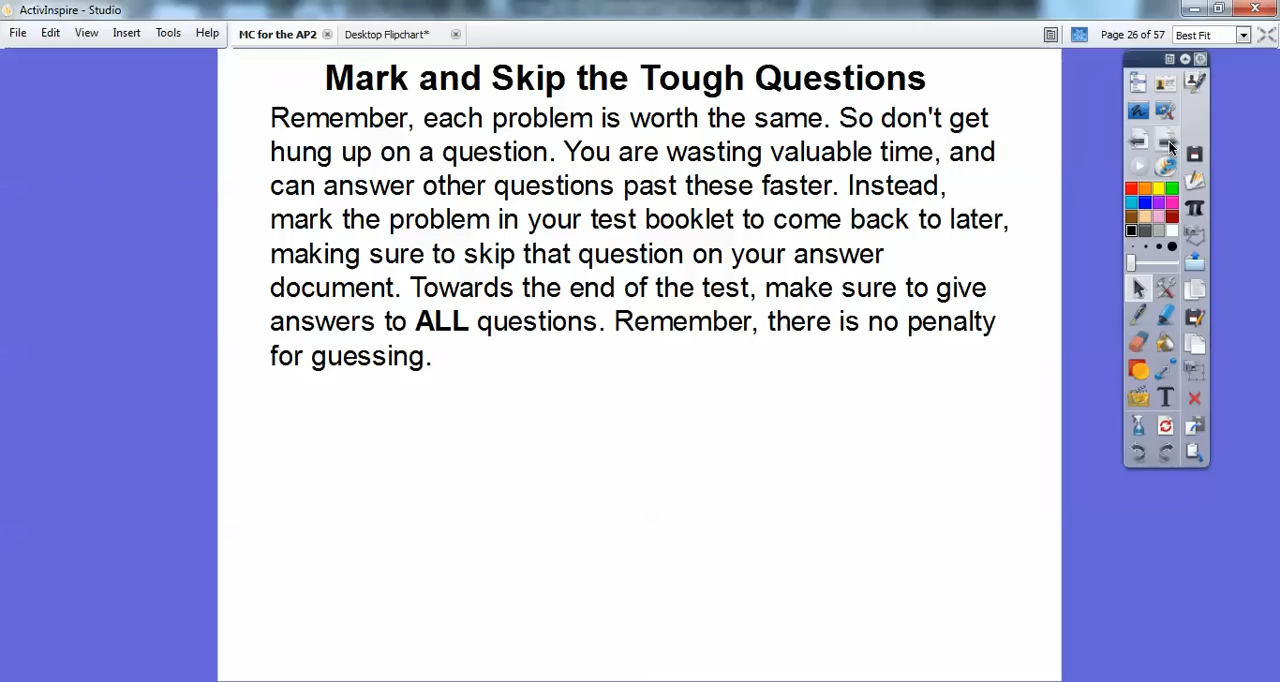 ActivInspire - Studio
File Edit View Insert Tools Help MC for the AP2 Desktop Flipchart* Page 26 of 57 Best Fit
Mark and Skip the Tough Questions
Remember, each problem is worth the same. So don't get
hung up on a question. You are wasting valuable time, and
can answer other questions past these faster. Instead,
mark the problem in your test booklet to come back to later,
making sure to skip that question on your answer
document. Towards the end of the test, make sure to give
answers to ALL questions. Remember, there is no penalty
for guessing.